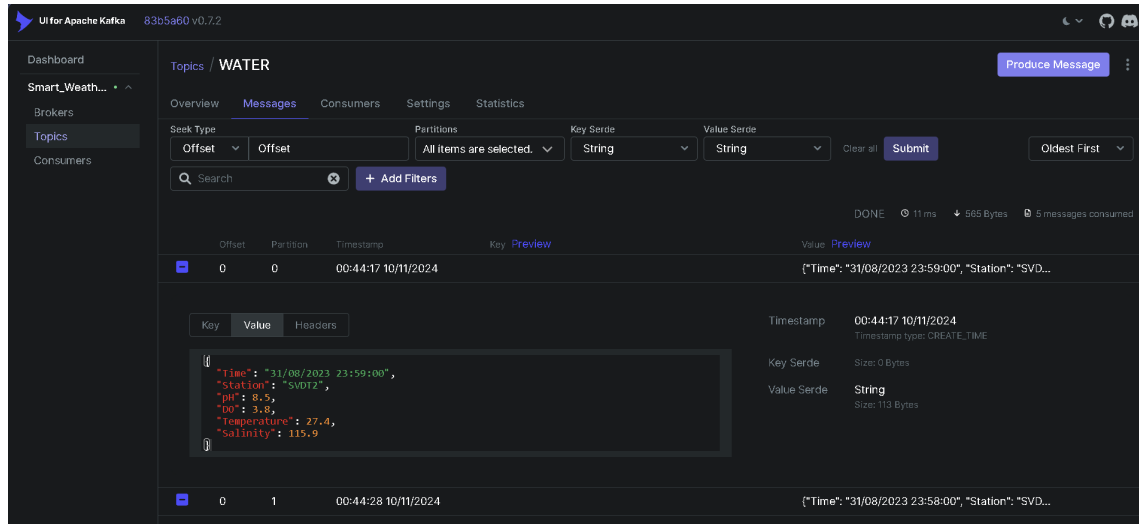 UI for Apache Kafka 83b5a60 v0.7.2
Dashboard
Smart_Weath...
Brokers
Topics
Consumers
Topics / WATER
Produce Message
Overview Messages Consumers Settings Statistics
Seek Type Partitions Key Serde Value Serde
Offset Offset All items are selected. String String Clear all Submit Oldest First
Search + Add Filters
DONE 11 ms 565 Bytes 5 messages consumed
Offset Partition Timestamp Key Preview Value Preview
0 0 00:44:17 10/11/2024 {"Time": "31/08/2023 23:59:00", "Station": "SVD...
Key Value Headers
{
"Time": "31/08/2023 23:59:00",
"Station": "SVDT2",
"pH": 8.5,
"DO": 3.8,
"Temperature": 27.4,
"Salinity": 115.9
}
Timestamp 00:44:17 10/11/2024
Timestamp type: CREATE_TIME
Key Serde Size: 0 Bytes
Value Serde String
Size: 113 Bytes
0 1 00:44:28 10/11/2024 {"Time": "31/08/2023 23:58:00", "Station": "SVD...